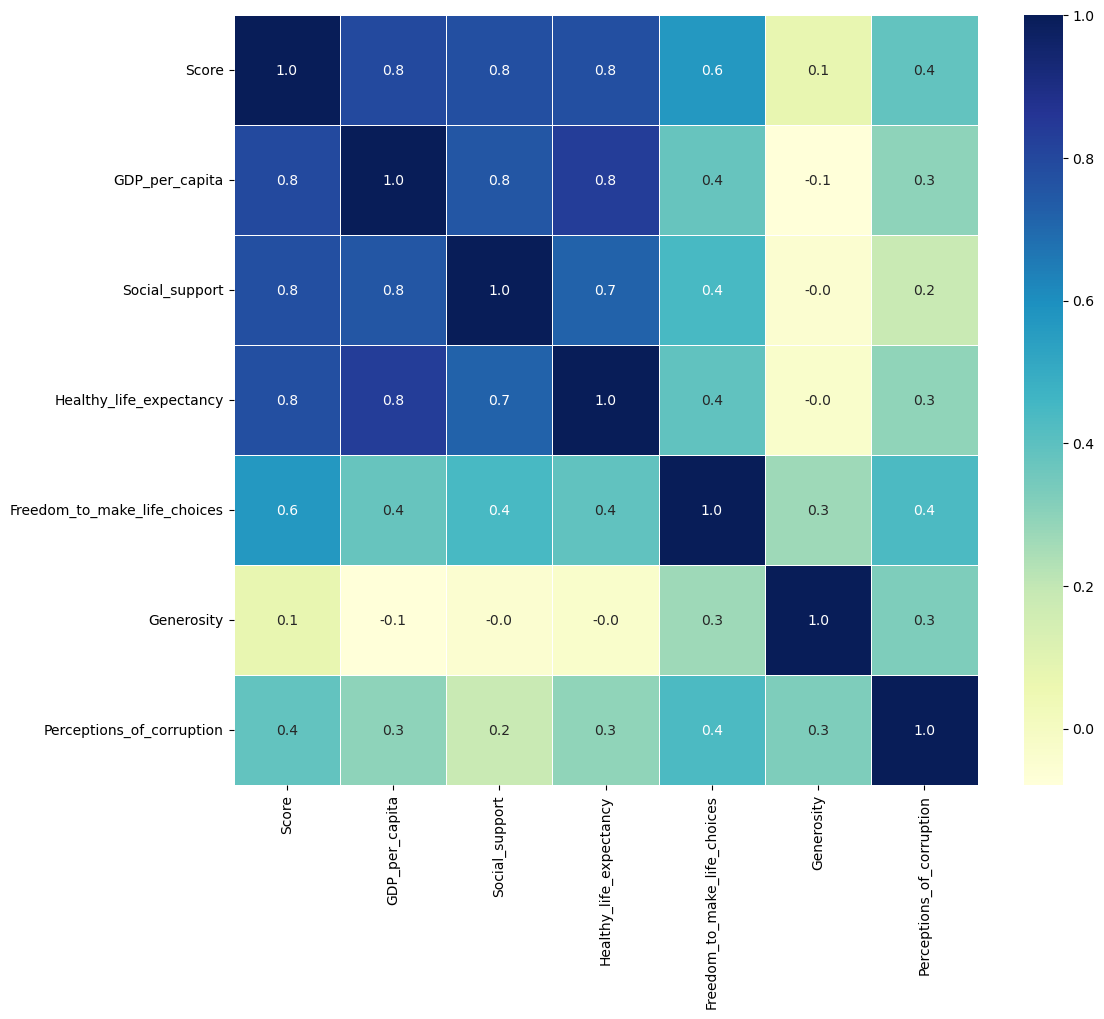 Score 1.0 0.8 0.8 0.8 0.6 0.1 0.4
GDP_per_capita 0.8 1.0 0.8 0.8 0.4 -0.1 0.3
Social_support 0.8 0.8 1.0 0.7 0.4 -0.0 0.2
Healthy_life_expectancy 0.8 0.8 0.7 1.0 0.4 -0.0 0.3
Freedom_to_make_life_choices 0.6 0.4 0.4 0.4 1.0 0.3 0.4
Generosity 0.1 -0.1 -0.0 -0.0 0.3 1.0 0.3
Perceptions_of_corruption 0.4 0.3 0.2 0.3 0.4 0.3 1.0
Score
GDP_per_capita
Social_support
Healthy_life_expectancy
Freedom_to_make_life_choices
Generosity
Perceptions_of_corruption
1.0
0.8
0.6
0.4
0.2
0.0